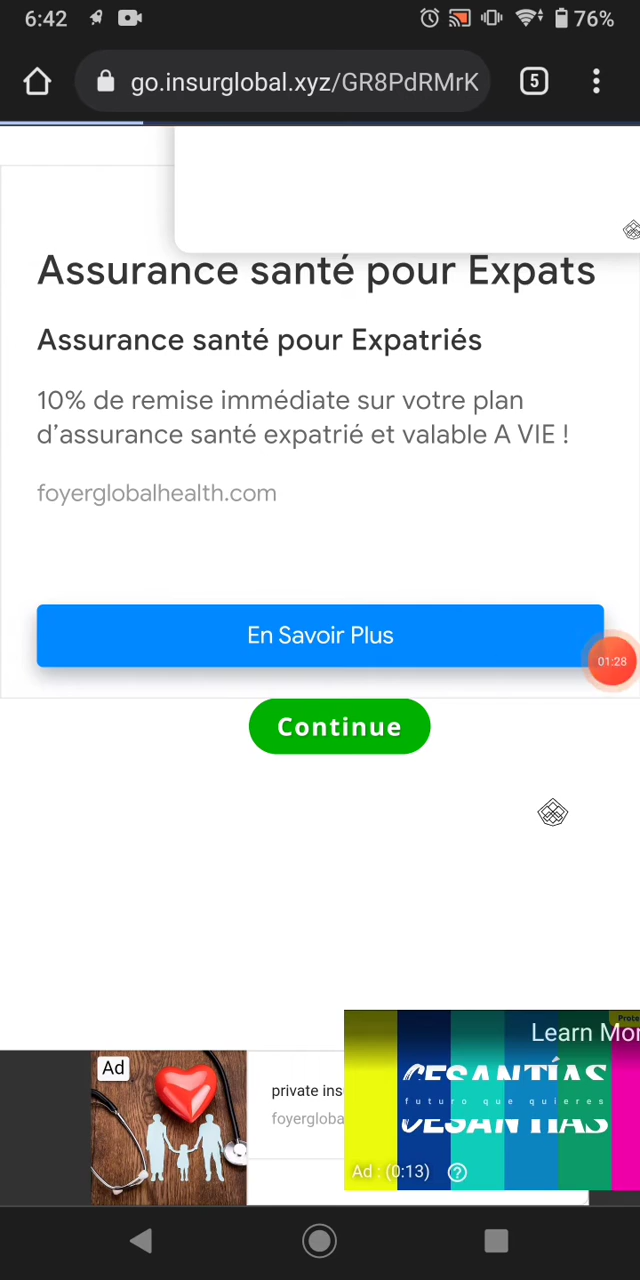 6:42
76%
go.insurglobal.xyz/GR8PdRMrK
5
Assurance santé pour Expats
Assurance santé pour Expatriés
10% de remise immédiate sur votre plan
d'assurance santé expatrié et valable A VIE !
foyerglobalhealth.com
En Savoir Plus
01:28
Continue
Prote
Learn Mor
Ad
private ins
foyergloba
CESANTÍAS
futuro que quieres
CESANTÍAS
Ad : (0:13)